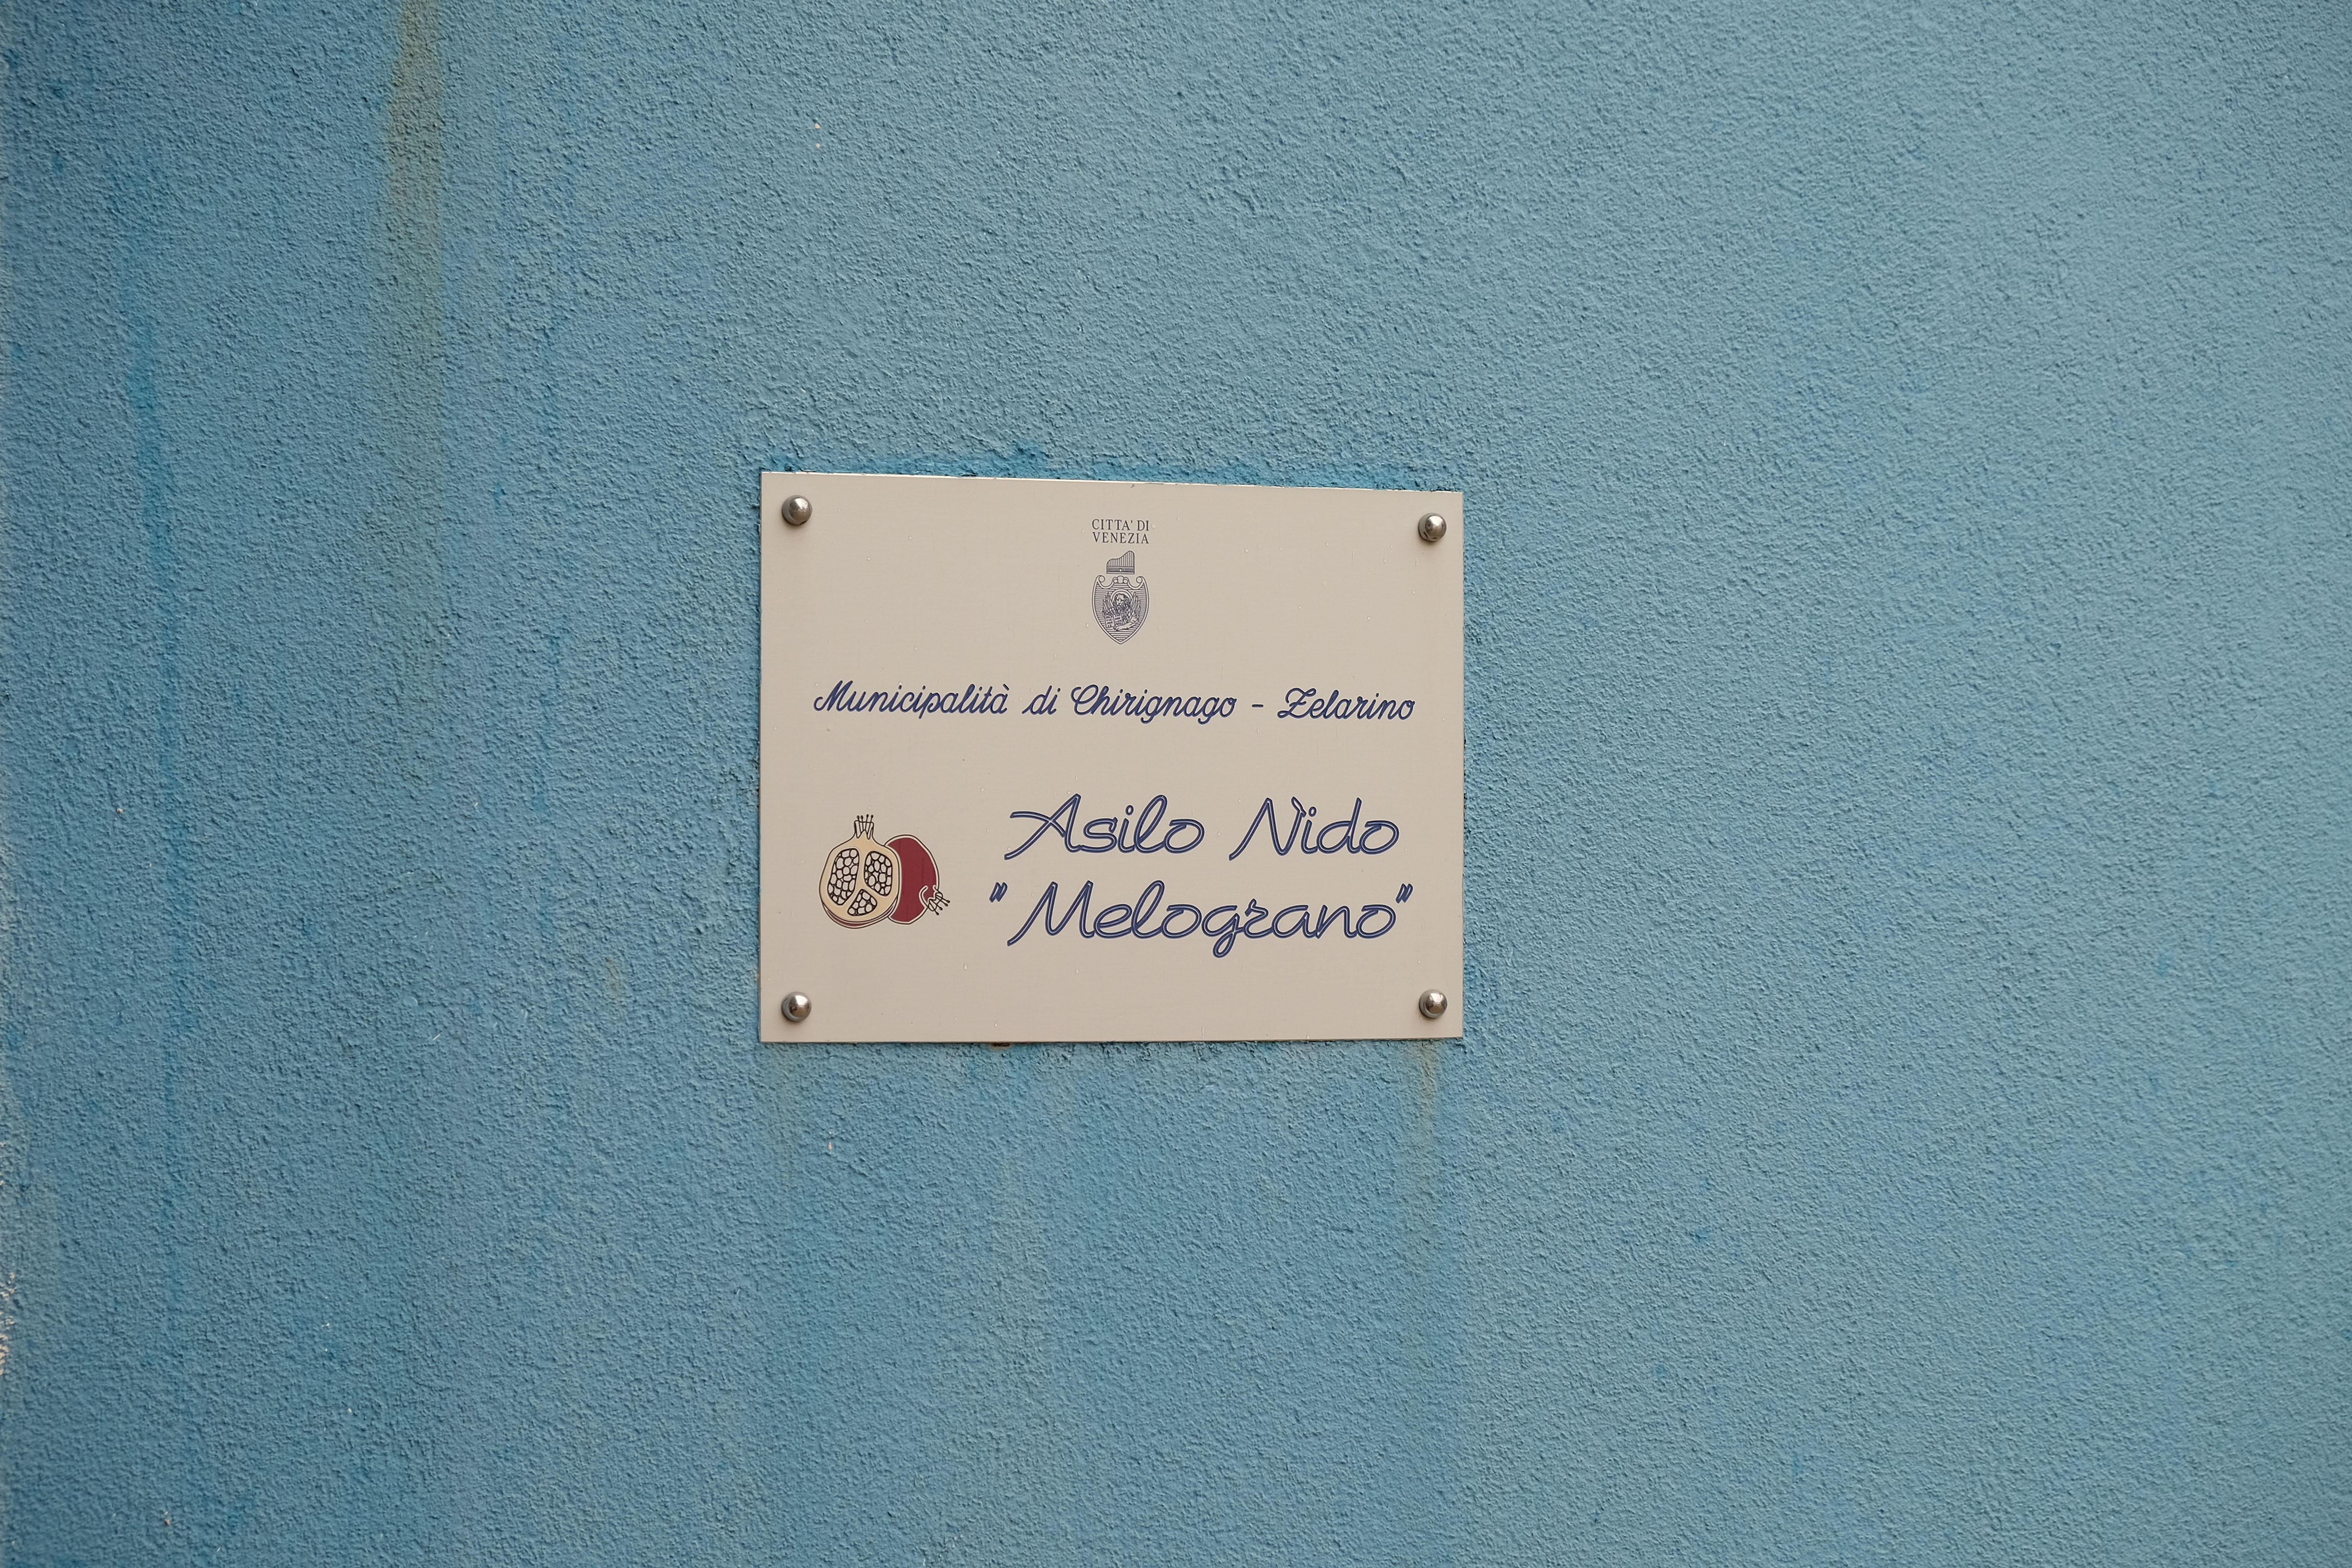 CITTA' DI
VENEZIA
Municipalità di Chirignago - Zelarino
Asilo Nido
"Melograno"